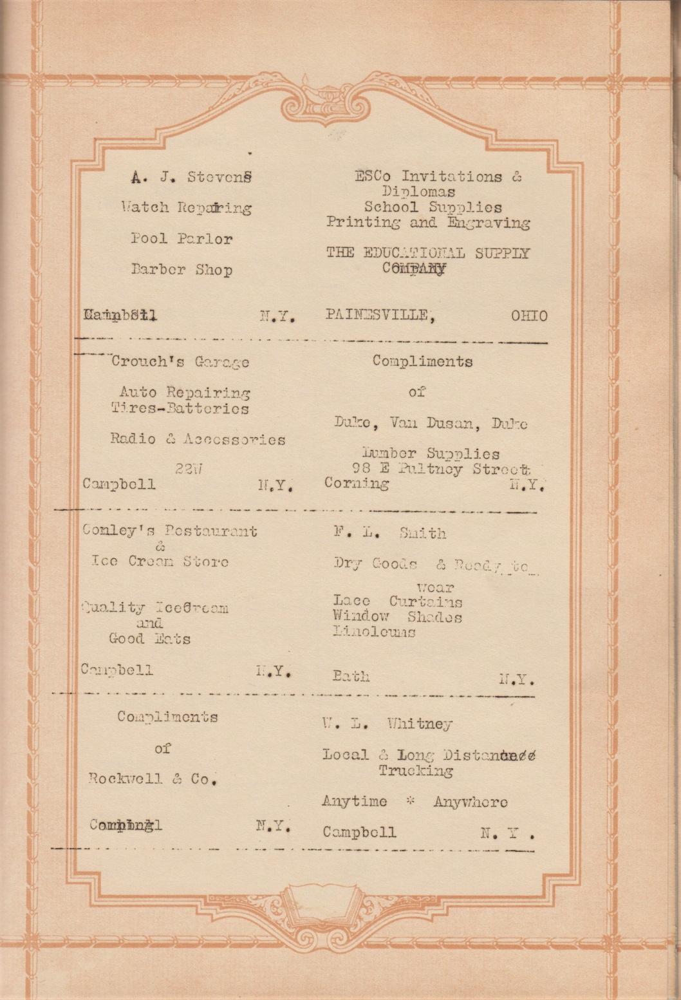 A. J. Stevens
Watch Repairing
Pool Parlor
Barber Shop
N.Y.
ESCo Invitations &
Diplomas
School Supplies
Printing and Engraving
THE EDUCATIONAL SUPPLY
COMPANY
PAINESVILLE, OHIO
Crouch's Garage
Auto Repairing
Tires-Batteries
Radio & Accessories
22W
Campbell N.Y.
Compliments
of
Duke, Van Dusan, Duke
Lumber Supplies
98 E Pultney Street
Corning N.Y.
Conley's Restaurant
&
Ice Cream Store
Quality IceCream
and
Good Eats
Campbell N.Y.
F. L. Smith
Dry Goods & Ready to
wear
Lace Curtains
Window Shades
Linoleums
Bath N.Y.
Compliments
of
Rockwell & Co.
N.Y.
W. L. Whitney
Local & Long Distance
Trucking
Anytime * Anywhere
Campbell N. Y .